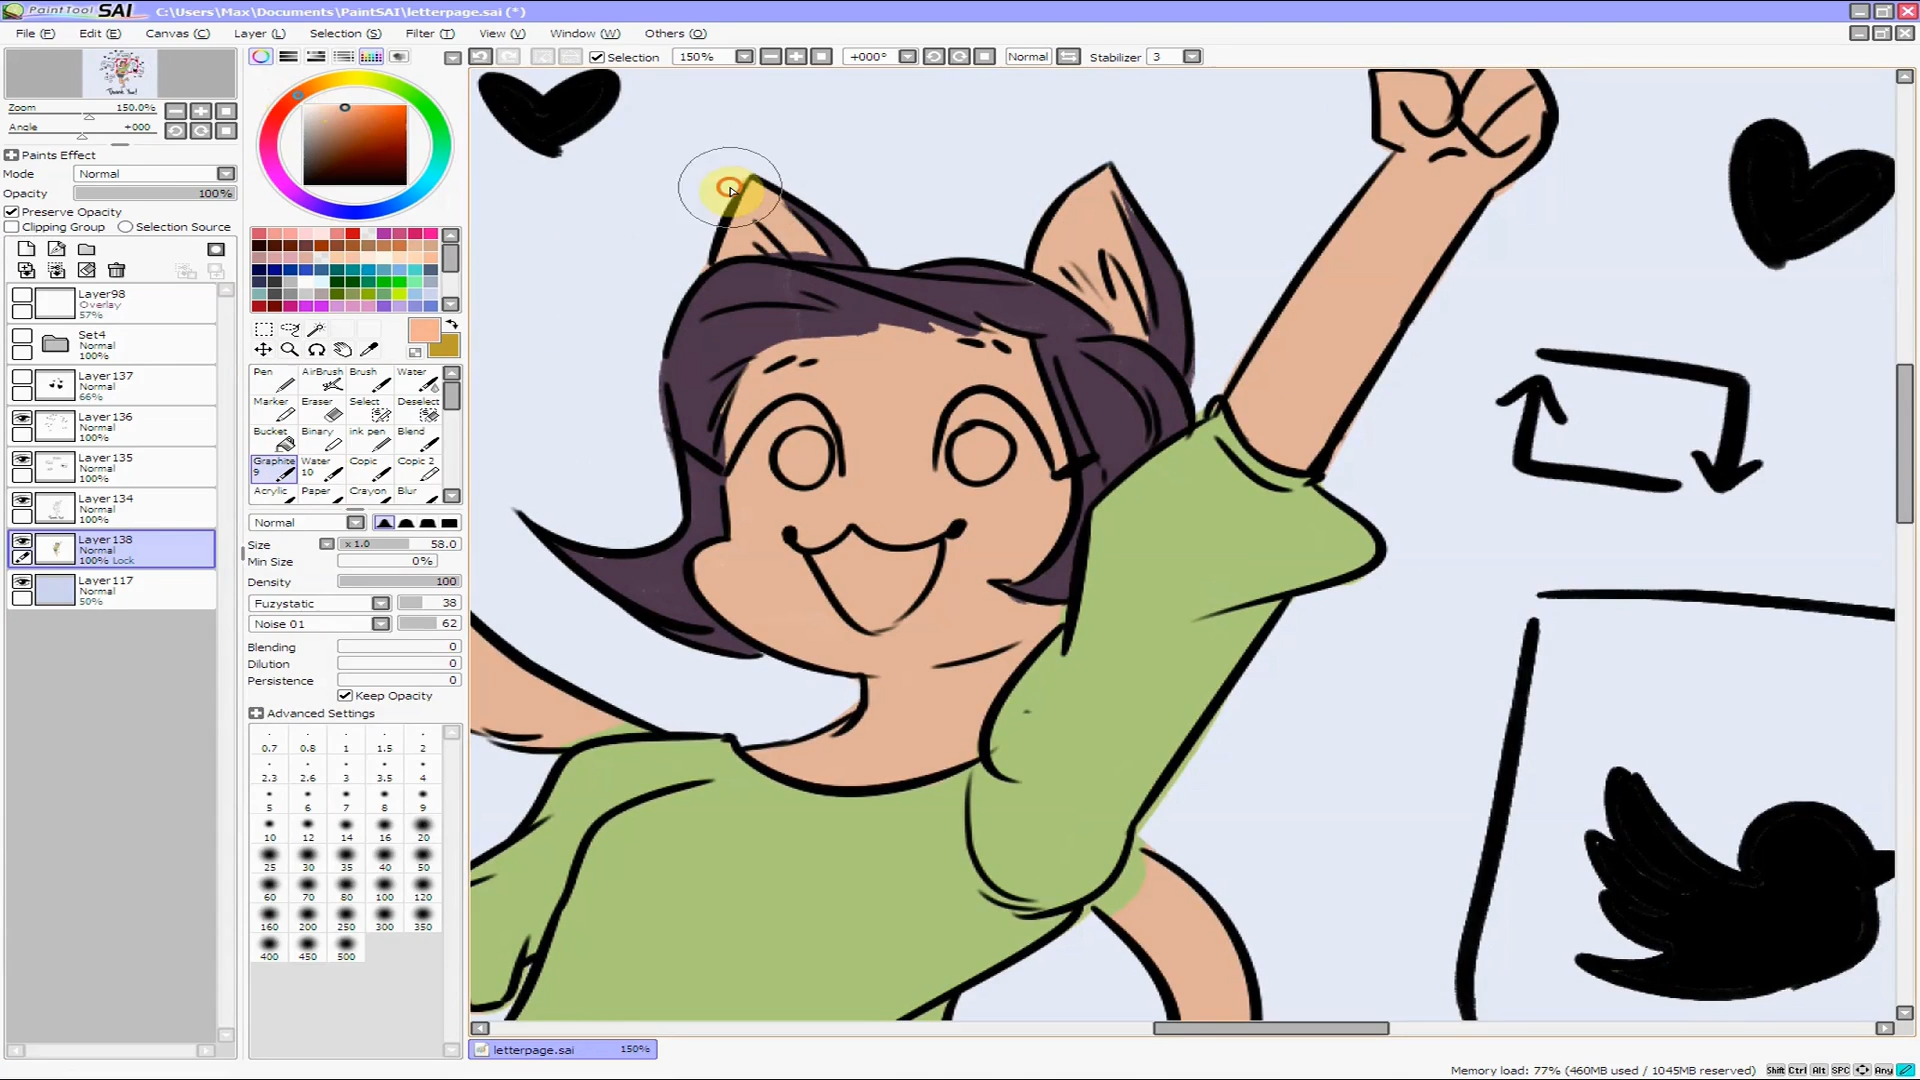 PaintTool SAI C:\Users\Max\Documents\PaintSAI\letterpage.sai (*)
File (F) Edit (E) Canvas (C) Layer (L) Selection (S) Filter (T) View (V) Window (W) Others (O)
Selection 150% +000° Normal Stabilizer 3
Zoom 150.0%
Angle +000
Paints Effect
Mode Normal
Opacity 100%
Preserve Opacity
Clipping Group Selection Source
Layer98
Overlay
57%
Set4
Normal
100%
Layer137
Normal
66%
Layer136
Normal
100%
Layer135
Normal
100%
Layer134
Normal
100%
Layer138
Normal
100% Lock
Layer117
Normal
50%
Pen AirBrush Brush Water
Marker Eraser Select Deselect
Bucket Binary ink pen Blend
Graphite 9 Water 10 Copic Copic 2
Acrylic Paper Crayon Blur
Normal
Size x 1.0 58.0
Min Size 0%
Density 100
Fuzystatic 38
Noise 01 62
Blending 0
Dilution 0
Persistence 0
Keep Opacity
Advanced Settings
0.7 0.8 1 1.5 2
2.3 2.6 3 3.5 4
5 6 7 8 9
10 12 14 16 20
25 30 35 40 50
60 70 80 100 120
160 200 250 300 350
400 450 500
letterpage.sai 150%
Memory load: 77% (460MB used / 1045MB reserved) Shift Ctrl Alt SPC Any